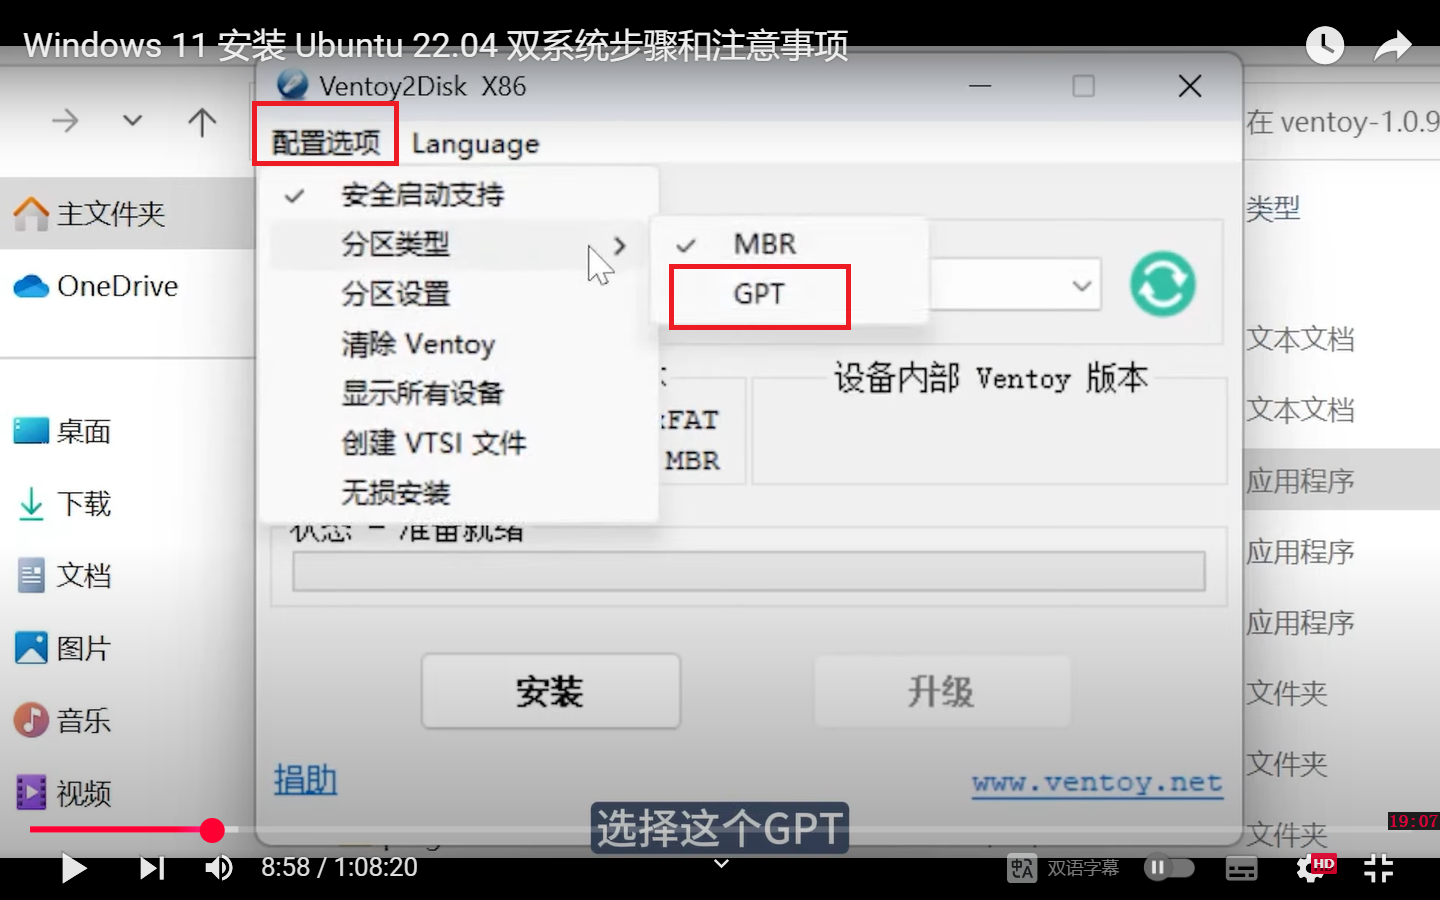 Windows 11 安装 Ubuntu 22.04 双系统步骤和注意事项
Ventoy2Disk X86
在 ventoy-1.0.9
配置选项 Language
主文件夹
安全启动支持
类型
分区类型
MBR
OneDrive
分区设置
GPT
清除 Ventoy
文本文档
显示所有设备
设备内部 Ventoy 版本
文本文档
桌面
创建 VTSI 文件
FAT
MBR
应用程序
下载
无损安装
状态 - 准备就绪
应用程序
文档
应用程序
图片
安装
升级
文件夹
音乐
捐助
www.ventoy.net
文件夹
视频
选择这个GPT
19:07
文件夹
8:58 / 1:08:20
双语字幕
HD